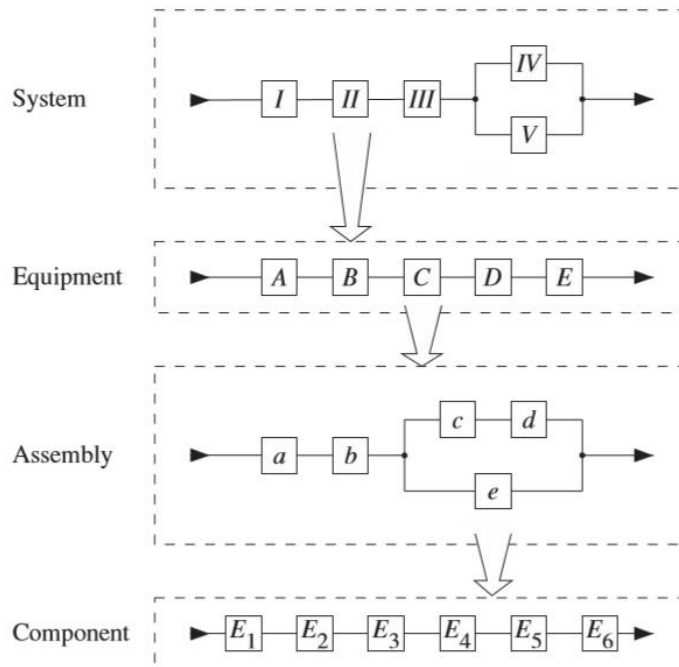 System
I II III IV
V
Equipment
A B C D E
Assembly
a b c d
e
Component
E1 E2 E3 E4 E5 E6